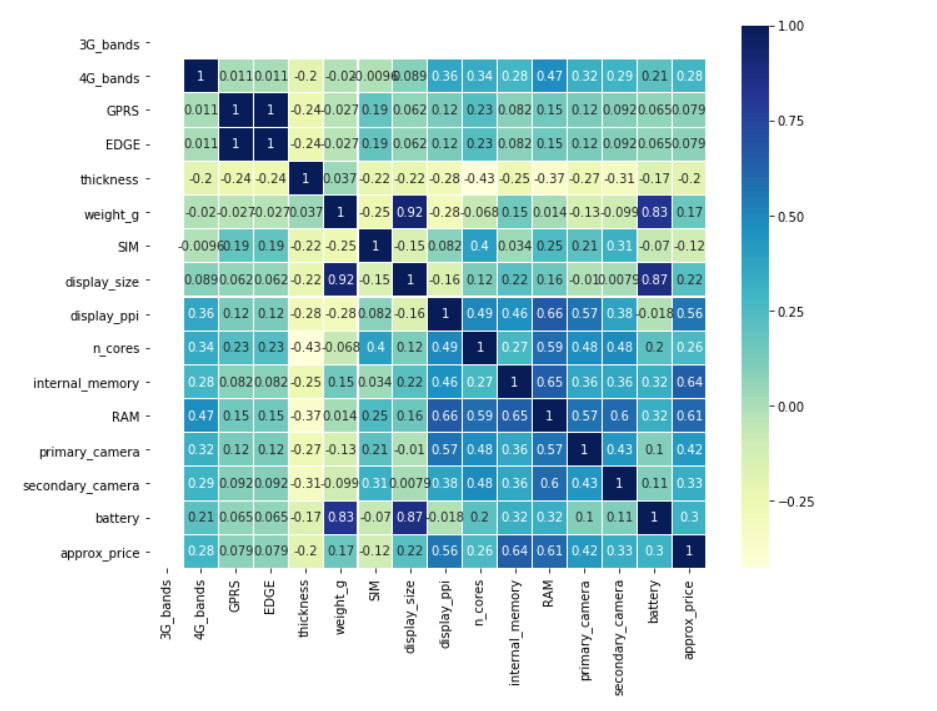 3G_bands
4G_bands 1 0.011 0.011 -0.2 -0.02 -0.0096 0.089 0.36 0.34 0.28 0.47 0.32 0.29 0.21 0.28
GPRS 0.011 1 1 -0.24 -0.027 0.19 0.062 0.12 0.23 0.082 0.15 0.12 0.092 0.065 0.079
EDGE 0.011 1 1 -0.24 -0.027 0.19 0.062 0.12 0.23 0.082 0.15 0.12 0.092 0.065 0.079
thickness -0.2 -0.24 -0.24 1 0.037 -0.22 -0.22 -0.28 -0.43 -0.25 -0.37 -0.27 -0.31 -0.17 -0.2
weight_g -0.02 -0.027 -0.027 0.037 1 -0.25 0.92 -0.28 -0.068 0.15 0.014 -0.13 -0.099 0.83 0.17
SIM -0.0096 0.19 0.19 -0.22 -0.25 1 -0.15 0.082 0.4 0.034 0.25 0.21 0.31 -0.07 -0.12
display_size 0.089 0.062 0.062 -0.22 0.92 -0.15 1 -0.16 0.12 0.22 0.16 -0.01 0.0079 0.87 0.22
display_ppi 0.36 0.12 0.12 -0.28 -0.28 0.082 -0.16 1 0.49 0.46 0.66 0.57 0.38 -0.018 0.56
n_cores 0.34 0.23 0.23 -0.43 -0.068 0.4 0.12 0.49 1 0.27 0.59 0.48 0.48 0.2 0.26
internal_memory 0.28 0.082 0.082 -0.25 0.15 0.034 0.22 0.46 0.27 1 0.65 0.36 0.36 0.32 0.64
RAM 0.47 0.15 0.15 -0.37 0.014 0.25 0.16 0.66 0.59 0.65 1 0.57 0.6 0.32 0.61
primary_camera 0.32 0.12 0.12 -0.27 -0.13 0.21 -0.01 0.57 0.48 0.36 0.57 1 0.43 0.1 0.42
secondary_camera 0.29 0.092 0.092 -0.31 -0.099 0.31 0.0079 0.38 0.48 0.36 0.6 0.43 1 0.11 0.33
battery 0.21 0.065 0.065 -0.17 0.83 -0.07 0.87 -0.018 0.2 0.32 0.32 0.1 0.11 1 0.3
approx_price 0.28 0.079 0.079 -0.2 0.17 -0.12 0.22 0.56 0.26 0.64 0.61 0.42 0.33 0.3 1
3G_bands
4G_bands
GPRS
EDGE
thickness
weight_g
SIM
display_size
display_ppi
n_cores
internal_memory
RAM
primary_camera
secondary_camera
battery
approx_price
1.00
0.75
0.50
0.25
0.00
−0.25